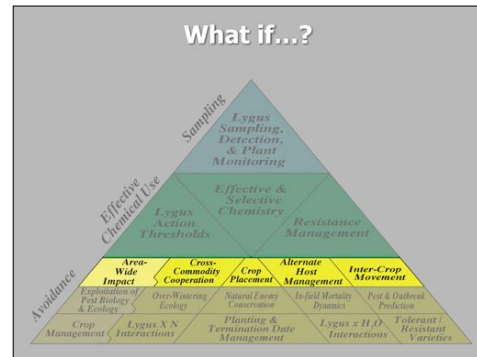 What if...?
Sampling
Lygus
Sampling,
Detection,
& Plant
Monitoring
Effective
Chemical Use
Lygus
Action
Thresholds
Effective &
Selective
Chemistry
Resistance
Management
Avoidance
Area-
Wide
Impact
Cross-
Commodity
Cooperation
Crop
Placement
Alternate
Host
Management
Inter-Crop
Movement
Exploitation of
Pest Biology
& Ecology
Over-Wintering
Ecology
Natural Enemy
Conservation
In-field Mortality
Dynamics
Pest & Outbreak
Prediction
Crop
Management
Lygus X N
Interactions
Planting &
Termination Date
Management
Lygus x H2O
Interactions
Tolerant /
Resistant
Varieties